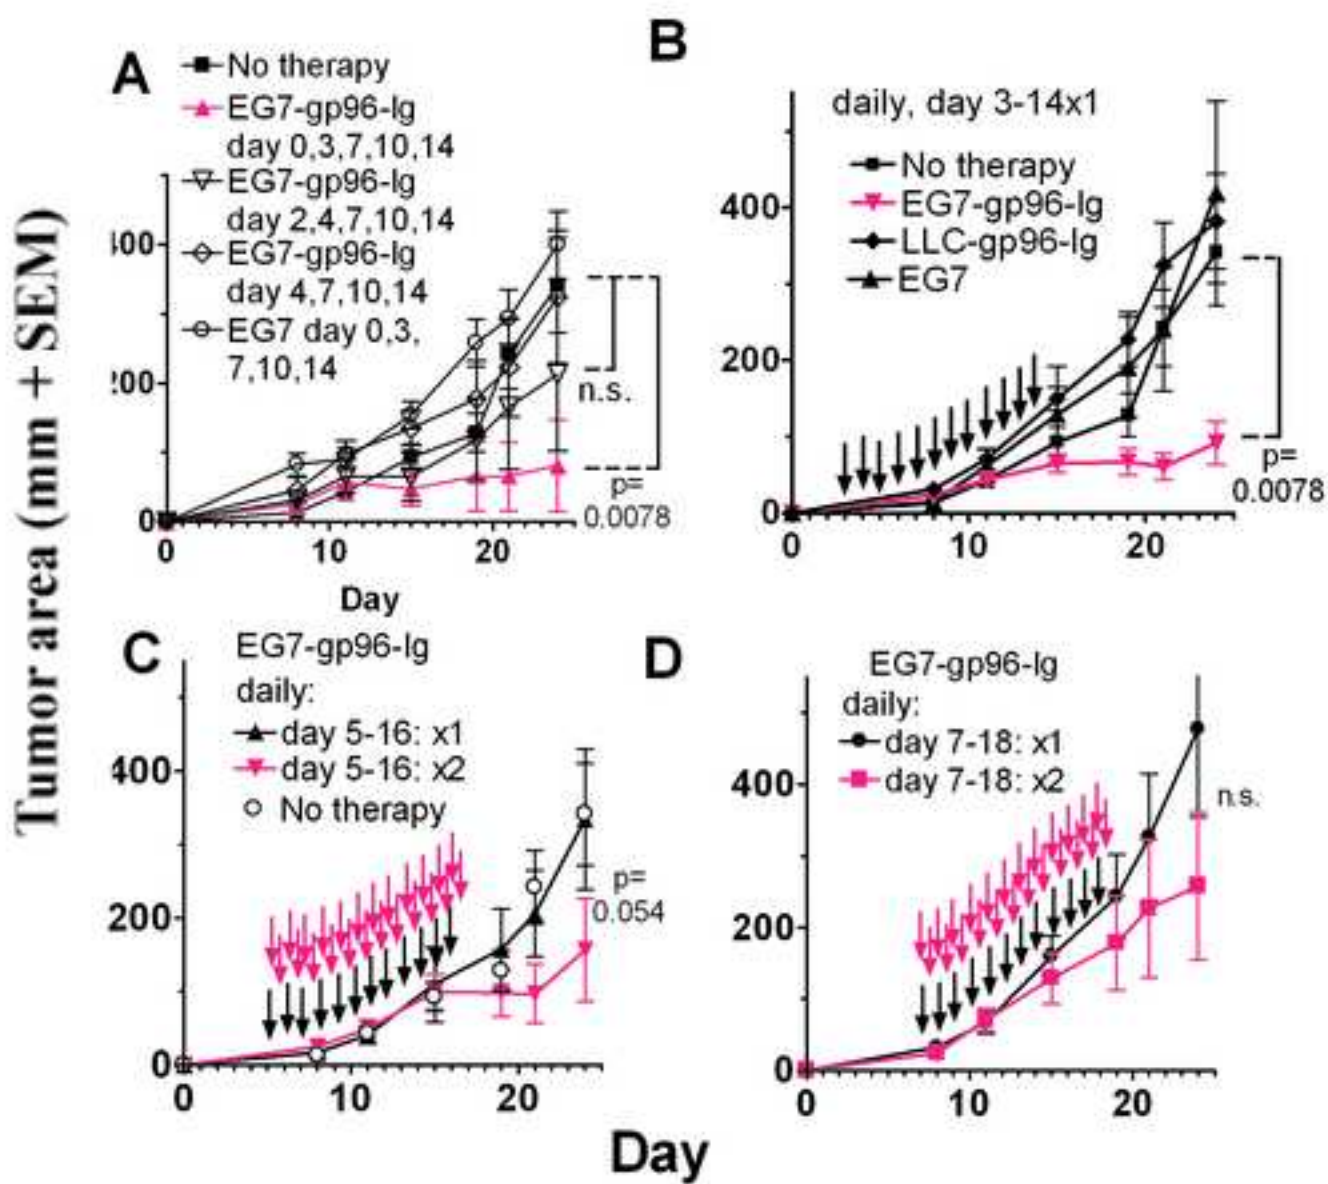 Tumor area (mm + SEM)
A
No therapy
EG7-gp96-Ig
day 0,3,7,10,14
EG7-gp96-Ig
day 2,4,7,10,14
EG7-gp96-Ig
day 4,7,10,14
EG7 day 0,3,
7,10,14
400
200
0
0 10 20
n.s.
p=
0.0078
Day
B
daily, day 3-14x1
No therapy
EG7-gp96-Ig
LLC-gp96-Ig
EG7
400
200
0
0 10 20
p=
0.0078
C
EG7-gp96-Ig
daily:
day 5-16: x1
day 5-16: x2
No therapy
400
200
0
0 10 20
p=
0.054
D
EG7-gp96-Ig
daily:
day 7-18: x1
day 7-18: x2
400
200
0
0 10 20
n.s.
Day